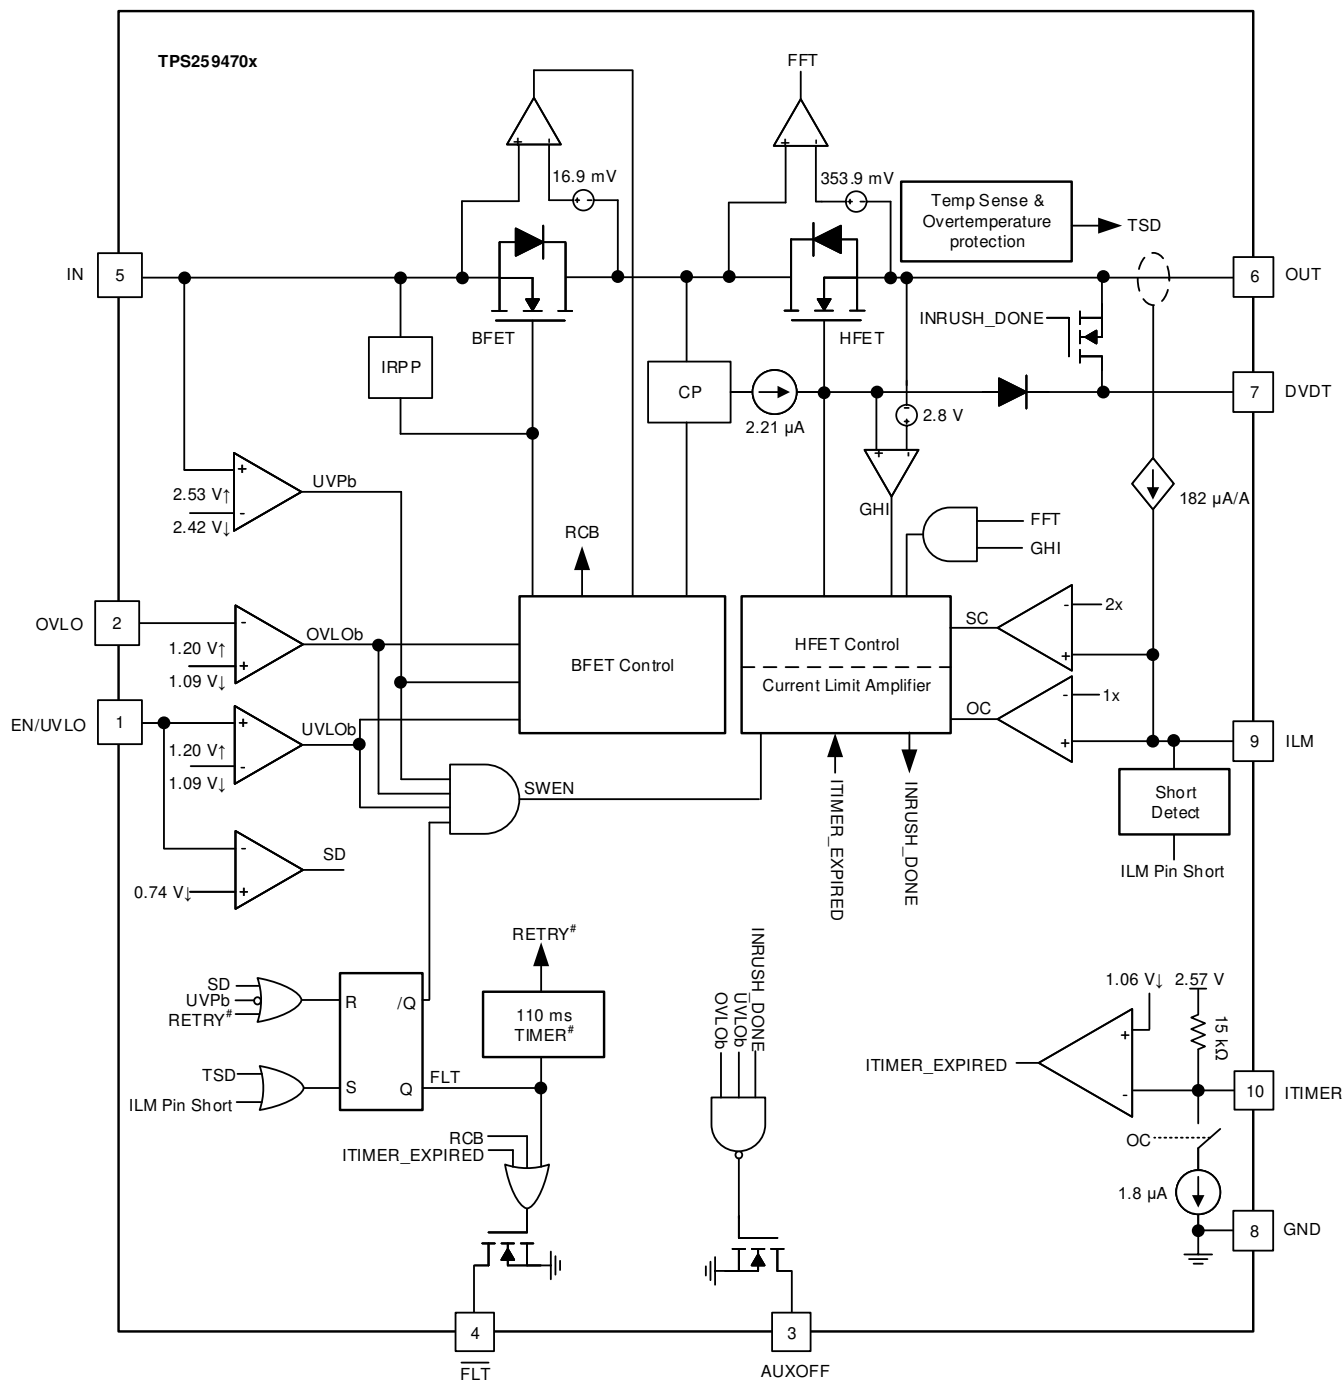 TPS259470x
FFT
16.9 mV
353.9 mV
Temp Sense &
Overtemperature
protection
TSD
+ -
+ -
+ -
+ -
IN
5
6
OUT
BFET
HFET
INRUSH_DONE
IRPP
CP
2.21 µA
- +
2.8 V
7
DVDT
+
UVPb
2.53 V↑
-
2.42 V↓
+ -
GHI
182 µA/A
RCB
FFT
GHI
OVLO
2
-
OVLOb
1.20 V↑
+
1.09 V↓
BFET Control
HFET Control
Current Limit Amplifier
SC
-
2x
+
OC
-
1x
+
EN/UVLO
1
+
UVLOb
1.20 V↑
-
1.09 V↓
9
ILM
SWEN
ITIMER_EXPIRED
INRUSH_DONE
Short
Detect
ILM Pin Short
-
SD
0.74 V↓
+
RETRY#
SD
UVPb
RETRY#
R
/Q
110 ms
TIMER#
TSD
ILM Pin Short
S
Q
FLT
OVLOb
UVLOb
INRUSH_DONE
1.06 V↓
2.57 V
+
15 kΩ
ITIMER_EXPIRED
-
10
ITIMER
RCB
ITIMER_EXPIRED
OC
1.8 µA
8
GND
4
F̅L̅T̅
3
AUXOFF